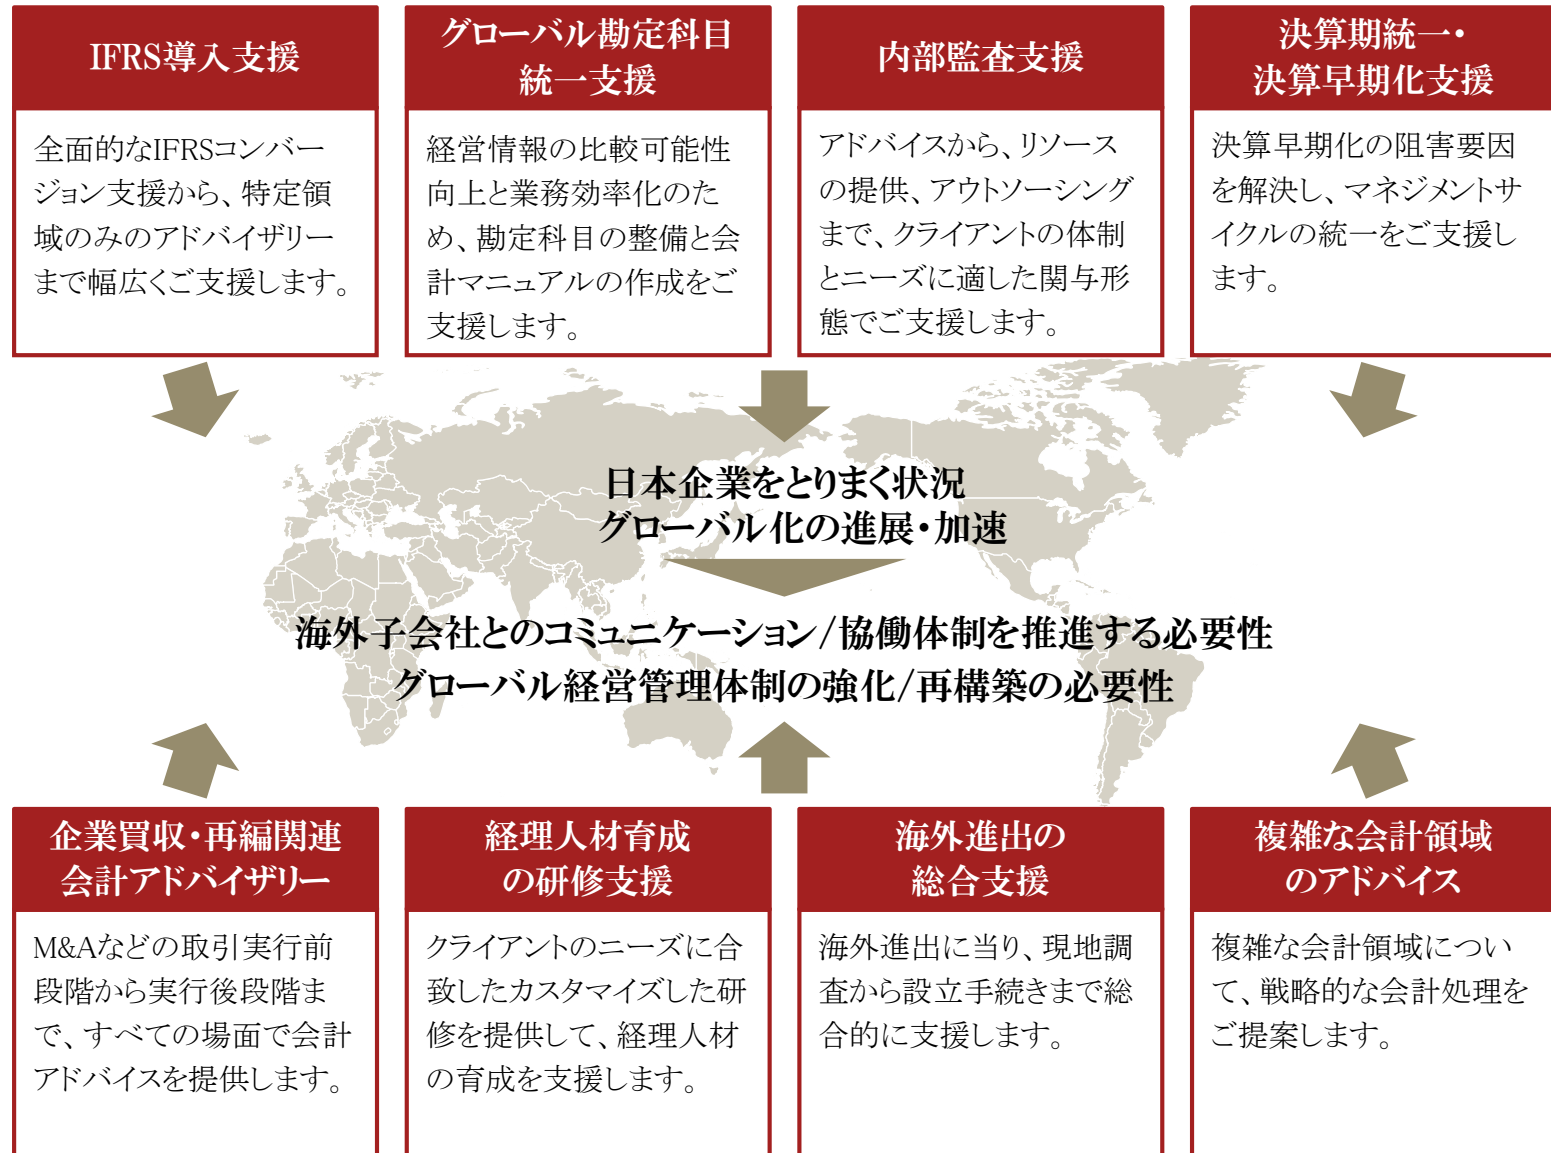 IFRS導入支援
全面的なIFRSコンバー
ジョン支援から、特定領
域のみのアドバイザリー
まで幅広くご支援します。
グローバル勘定科目
統一支援
経営情報の比較可能性
向上と業務効率化のた
め、勘定科目の整備と会
計マニュアルの作成をご
支援します。
内部監査支援
アドバイスから、リソース
の提供、アウトソーシング
まで、クライアントの体制
とニーズに適した関与形
態でご支援します。
決算期統一・
決算早期化支援
決算早期化の阻害要因
を解決し、マネジメントサ
イクルの統一をご支援し
ます。
日本企業をとりまく状況
グローバル化の進展・加速
海外子会社とのコミュニケーション/協働体制を推進する必要性
グローバル経営管理体制の強化/再構築の必要性
企業買収・再編関連
会計アドバイザリー
M&Aなどの取引実行前
段階から実行後段階ま
で、すべての場面で会計
アドバイスを提供します。
経理人材育成
の研修支援
クライアントのニーズに合
致したカスタマイズした研
修を提供して、経理人材
の育成を支援します。
海外進出の
総合支援
海外進出に当り、現地調
査から設立手続きまで総
合的に支援します。
複雑な会計領域
のアドバイス
複雑な会計領域につい
て、戦略的な会計処理を
ご提案します。